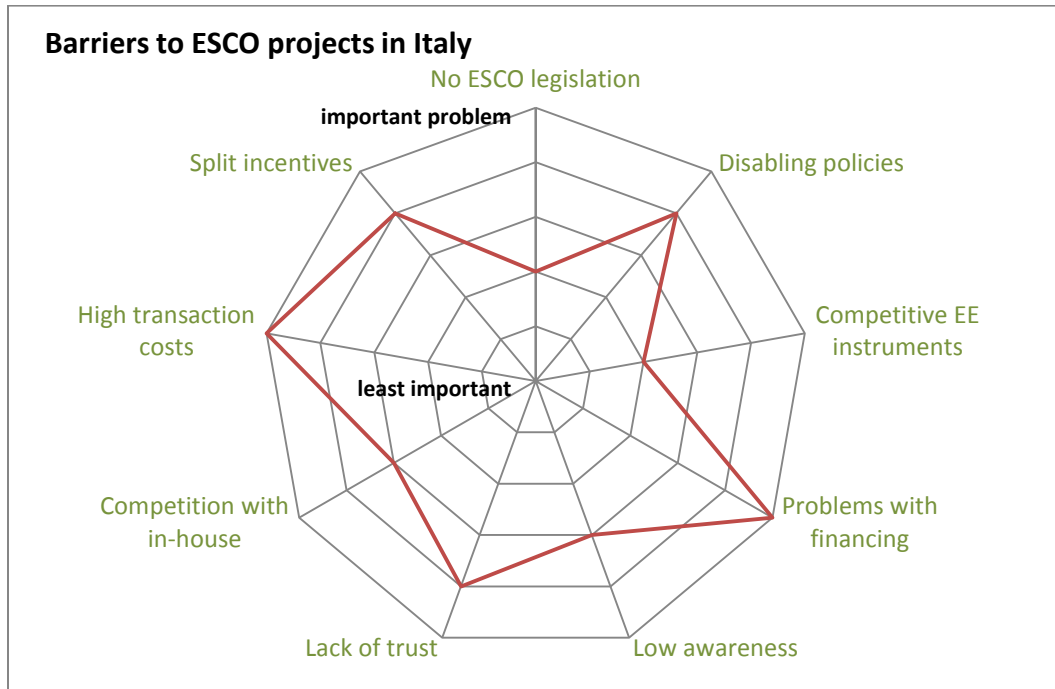 Barriers to ESCO projects in Italy
No ESCO legislation
important problem
Split incentives
Disabling policies
High transaction
costs
Competitive EE
instruments
least important
Competition with
in-house
Problems with
financing
Lack of trust
Low awareness